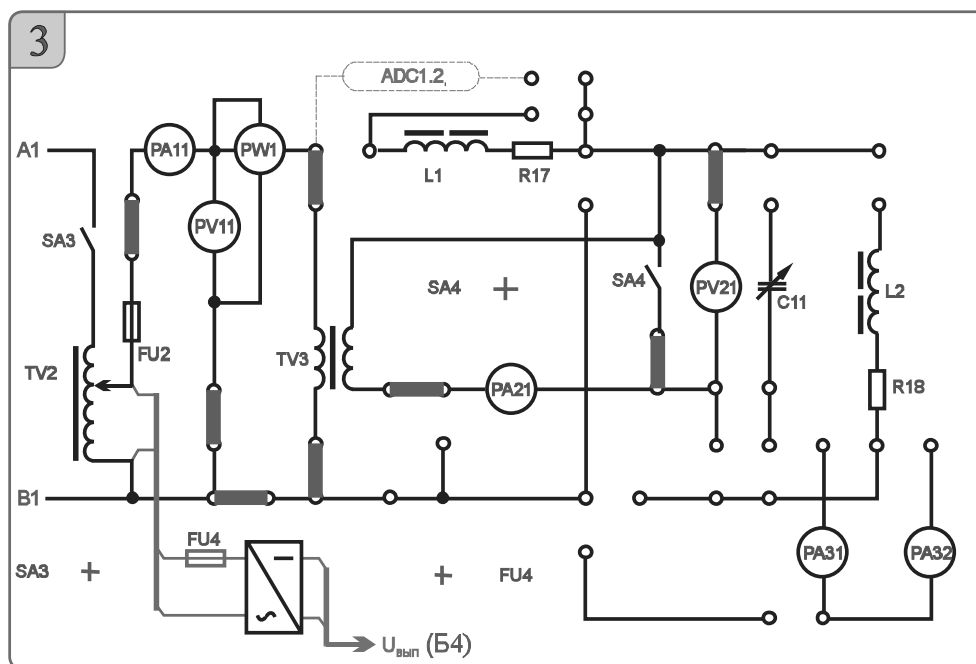 3
ADC1.2,
A1
PA11
PW1
L1
R17
SA3
PV11
SA4
SA4
PV21
C11
L2
FU2
TV2
TV3
PA21
R18
B1
FU4
SA3
FU4
PA31
PA32
Uвып (Б4)